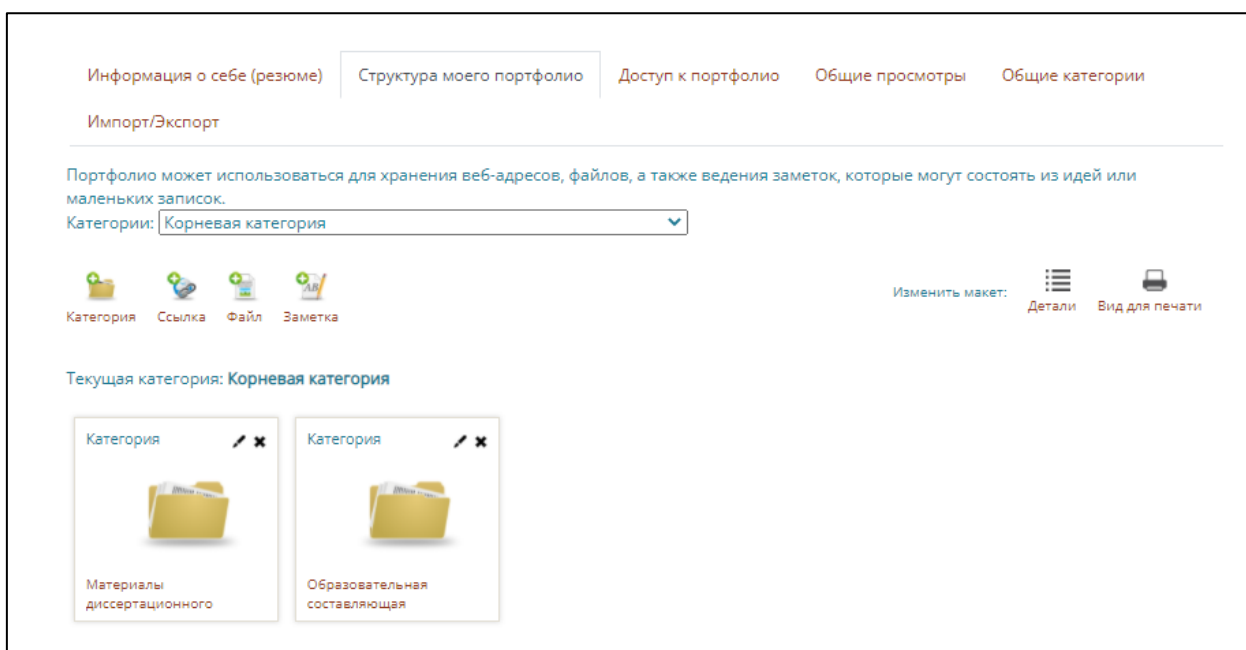 Информация о себе (резюме) Структура моего портфолио Доступ к портфолио Общие просмотры Общие категории
Импорт/Экспорт
Портфолио может использоваться для хранения веб-адресов, файлов, а также ведения заметок, которые могут состоять из идей или
маленьких записок.
Категории: Корневая категория
Категория Ссылка Файл Заметка
Изменить макет: Детали Вид для печати
Текущая категория: Корневая категория
Категория
Материалы
диссертационного
Категория
Образовательная
составляющая